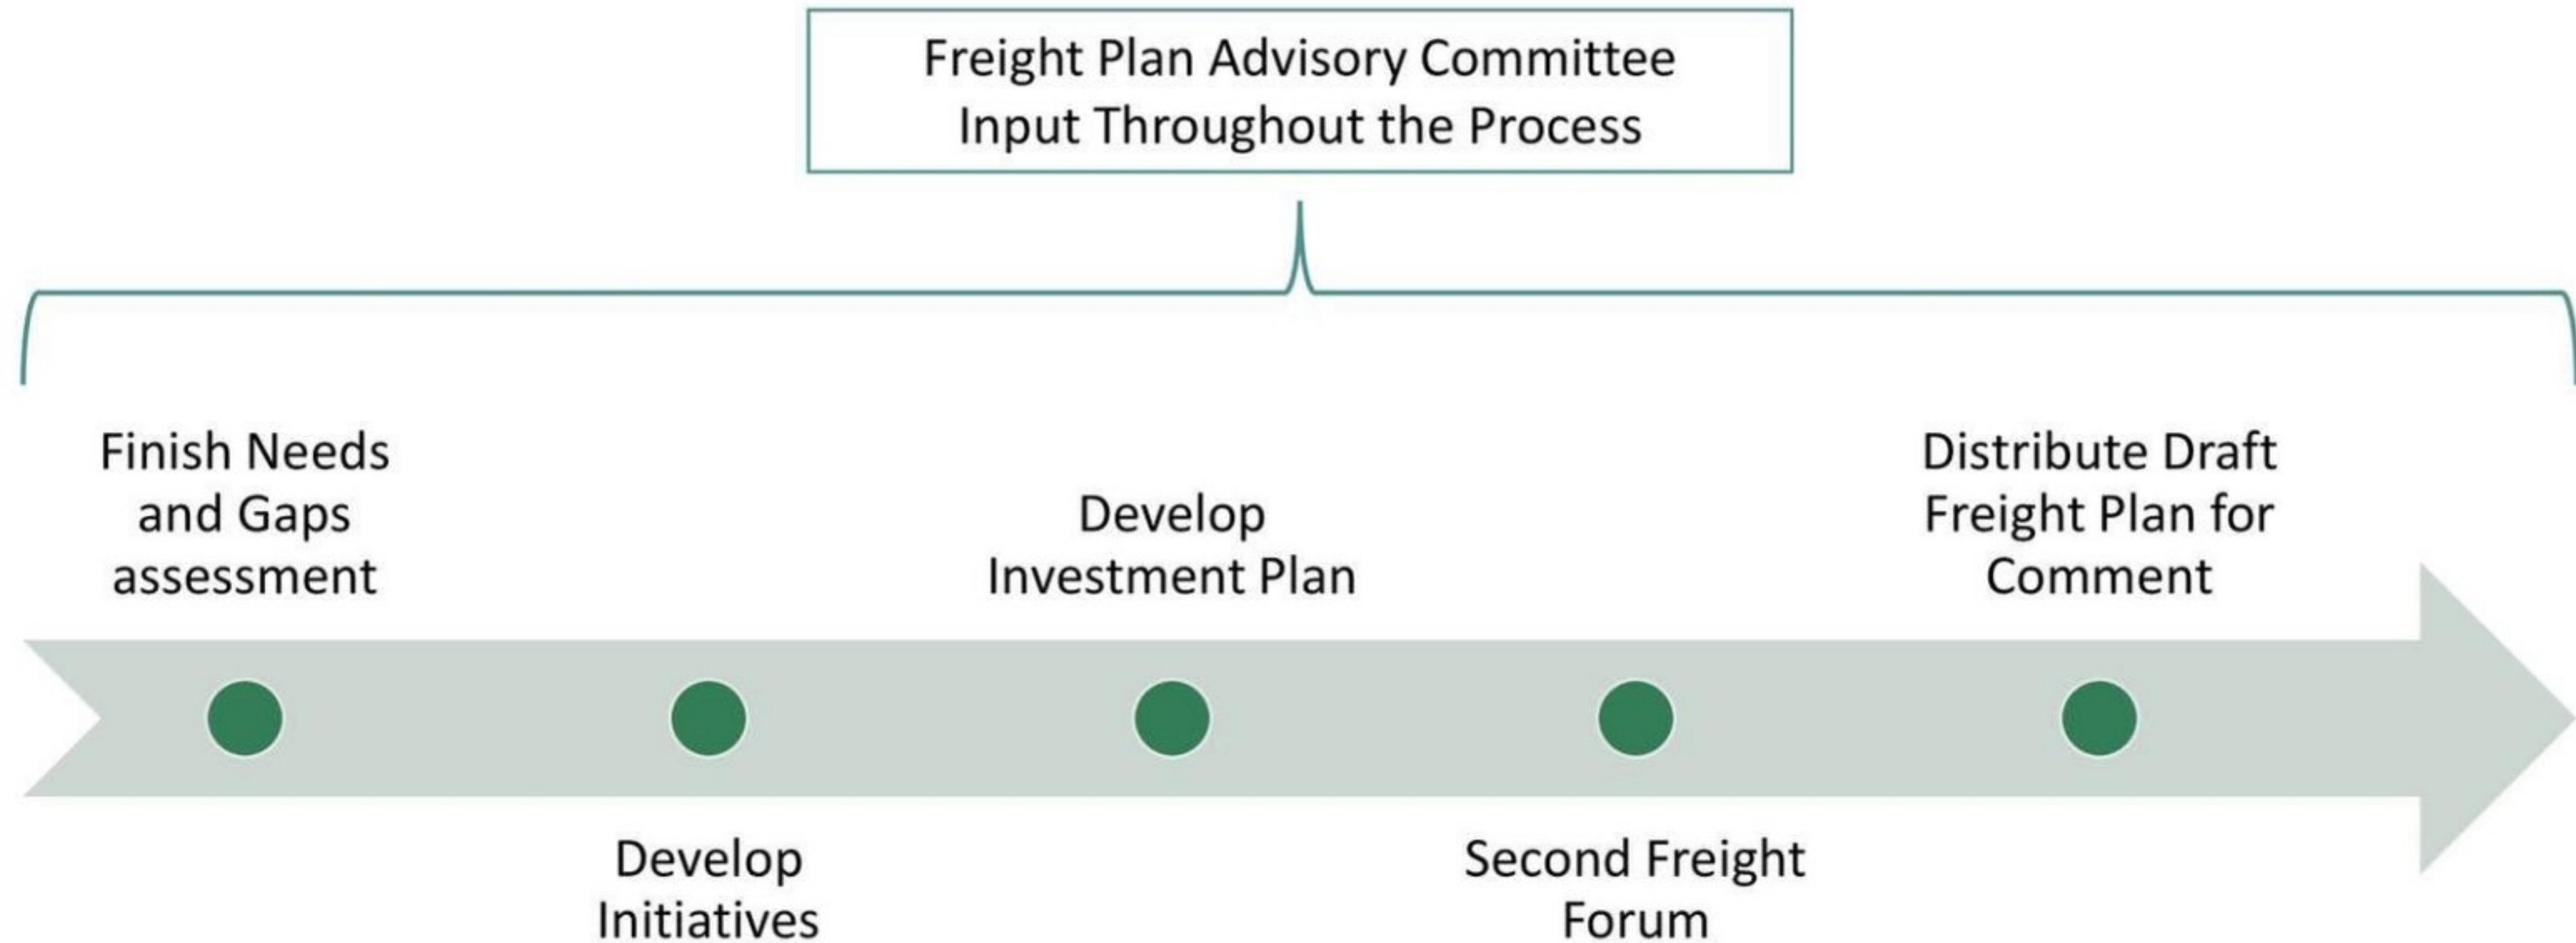 Freight Plan Advisory Committee
Input Throughout the Process
Finish Needs
and Gaps
assessment
Develop
Initiatives
Develop
Investment Plan
Second Freight
Forum
Distribute Draft
Freight Plan for
Comment